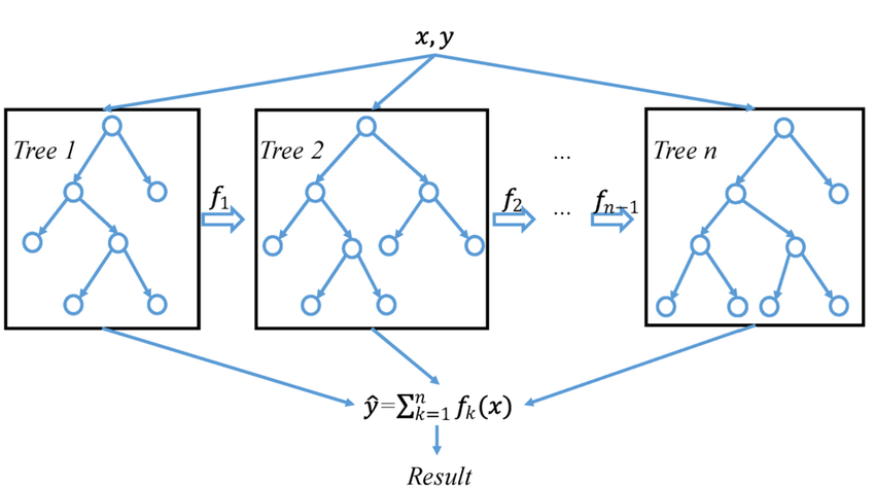 x, y
Tree 1
Tree 2
...
Tree n
f₁
f₂
...
fₙ₋₁
ŷ=∑ⁿₖ₌₁ fₖ(x)
Result